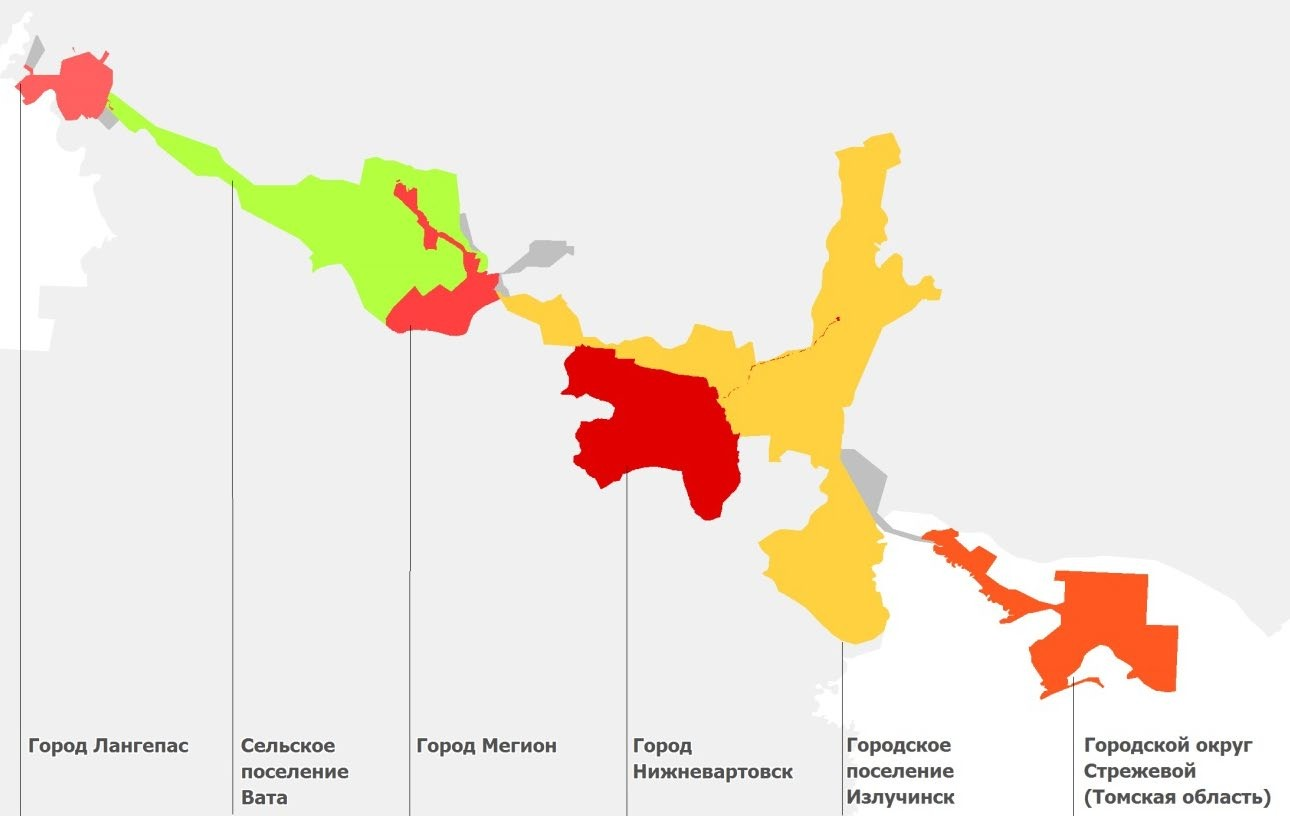 Город Лангепас
Сельское
поселение
Вата
Город Мегион
Город
Нижневартовск
Городское
поселение
Излучинск
Городской округ
Стрежевой
(Томская область)